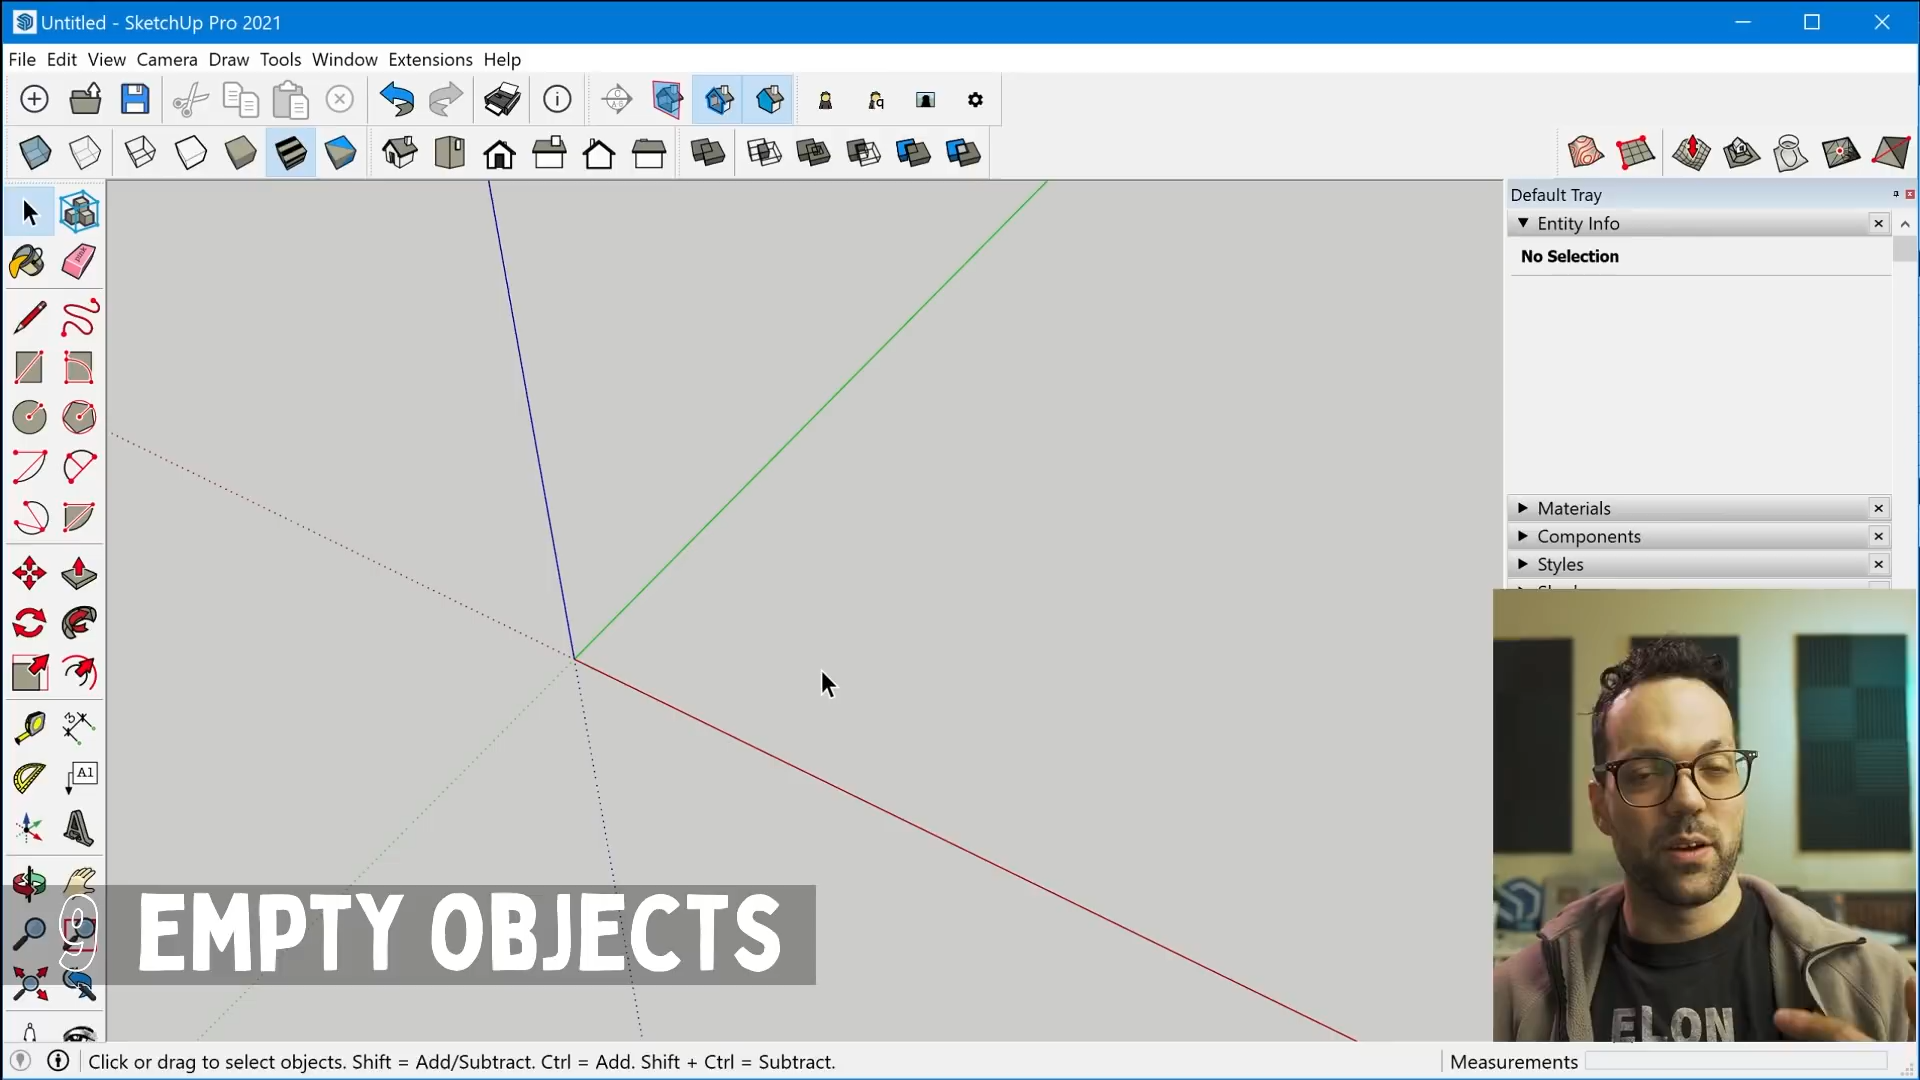 Untitled - SketchUp Pro 2021
File Edit View Camera Draw Tools Window Extensions Help
Default Tray
Entity Info
No Selection
Materials
Components
Styles
A1
9 EMPTY OBJECTS
ELON
Click or drag to select objects. Shift = Add/Subtract. Ctrl = Add. Shift + Ctrl = Subtract.
Measurements